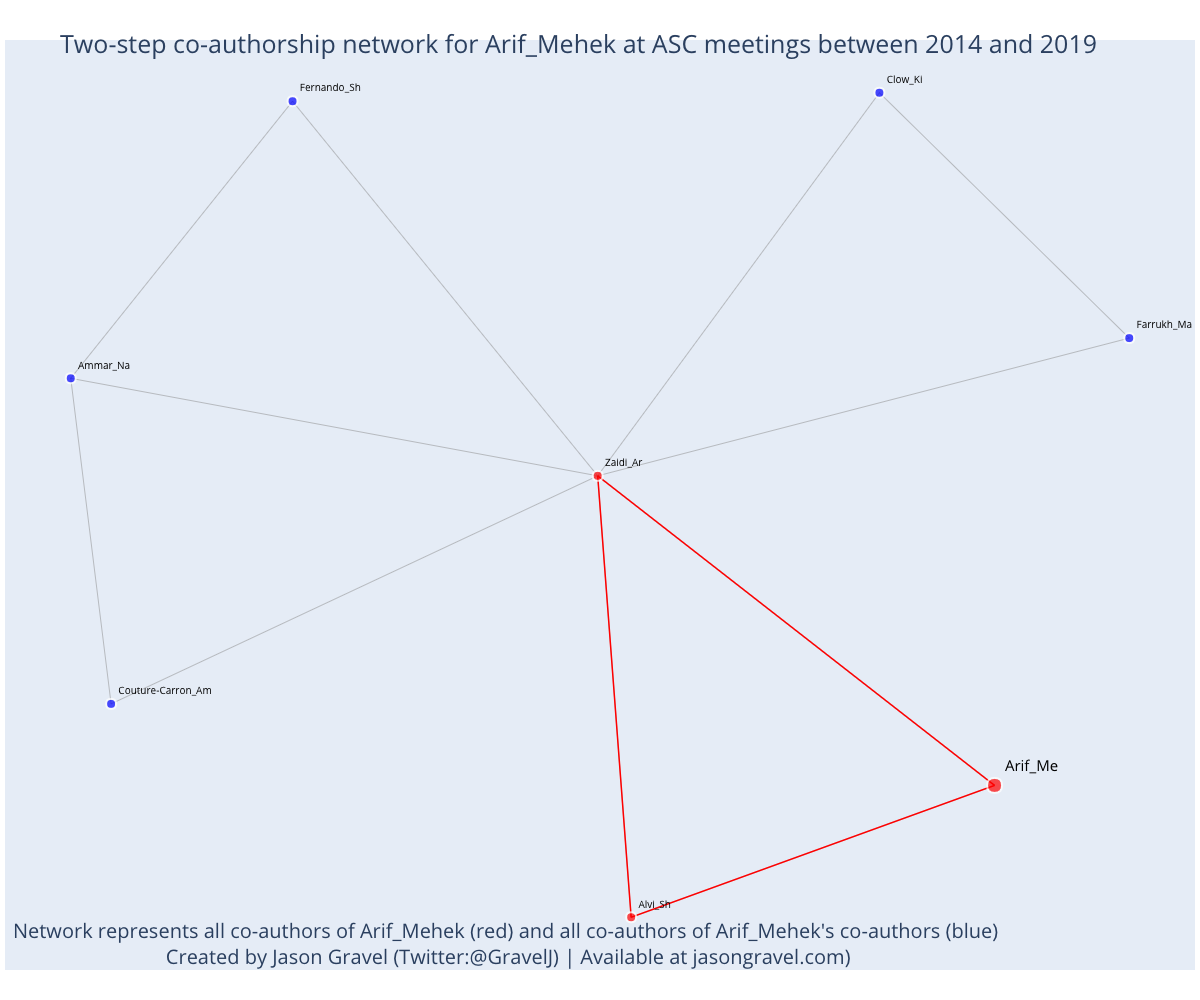 Two-step co-authorship network for Arif_Mehek at ASC meetings between 2014 and 2019
Clow_Ki
Fernando_Sh
Farrukh_Ma
Ammar_Na
Zaidi_Ar
Couture-Carron_Am
Arif_Me
Alvi_Sh
Network represents all co-authors of Arif_Mehek (red) and all co-authors of Arif_Mehek's co-authors (blue)
Created by Jason Gravel (Twitter:@GravelJ) | Available at jasongravel.com)